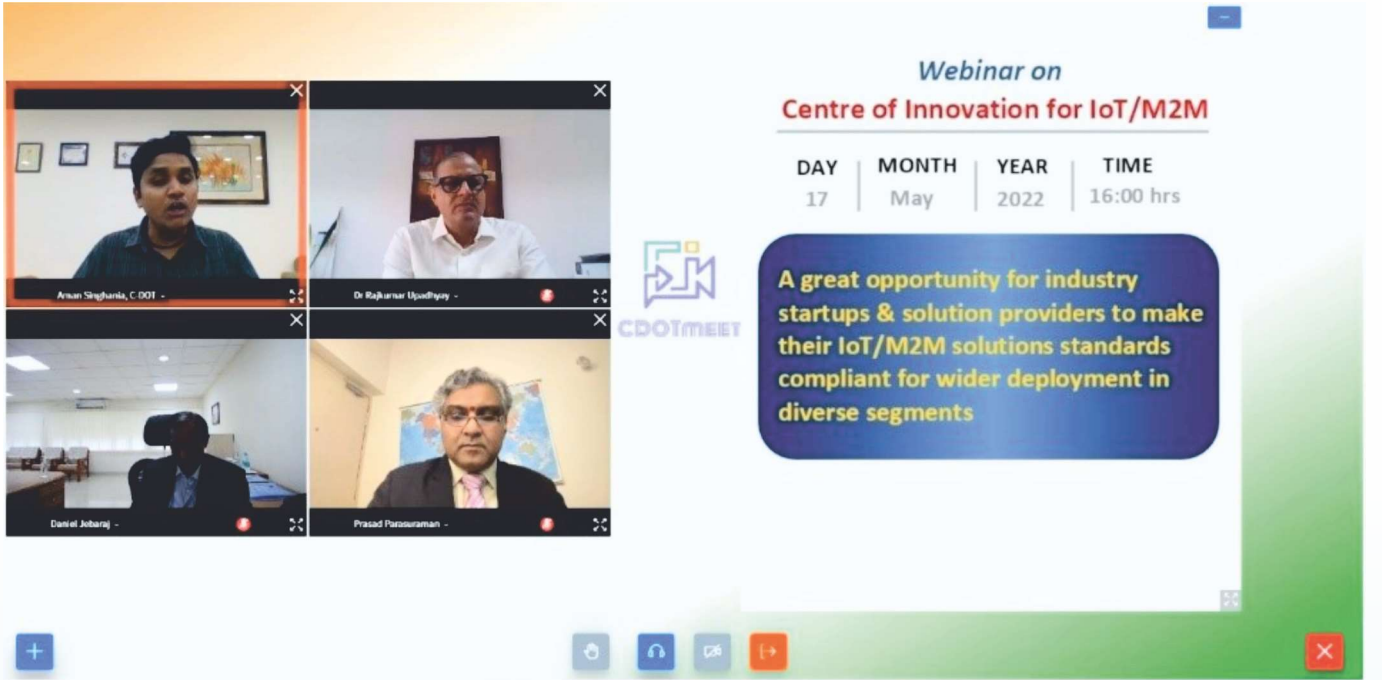 Webinar on
Centre of Innovation for IoT/M2M
DAY
MONTH
YEAR
TIME
17
May
2022
16:00 hrs
Aman Singhania, C-DOT -
Dr Rajkumar Upadhyay -
Daniel Jebaraj -
Prasad Parasuraman -
CDOTMEET
A great opportunity for industry
startups & solution providers to make
their IoT/M2M solutions standards
compliant for wider deployment in
diverse segments